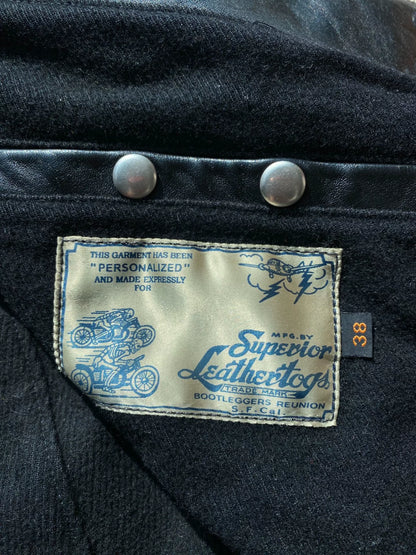 THIS GARMENT HAS BEEN
"PERSONALIZED"
AND MADE EXPRESSLY
FOR
MFG. BY
Superior
Leathertogs
TRADE MARK
BOOTLEGGERS REUNION
S.F. Cal.
38